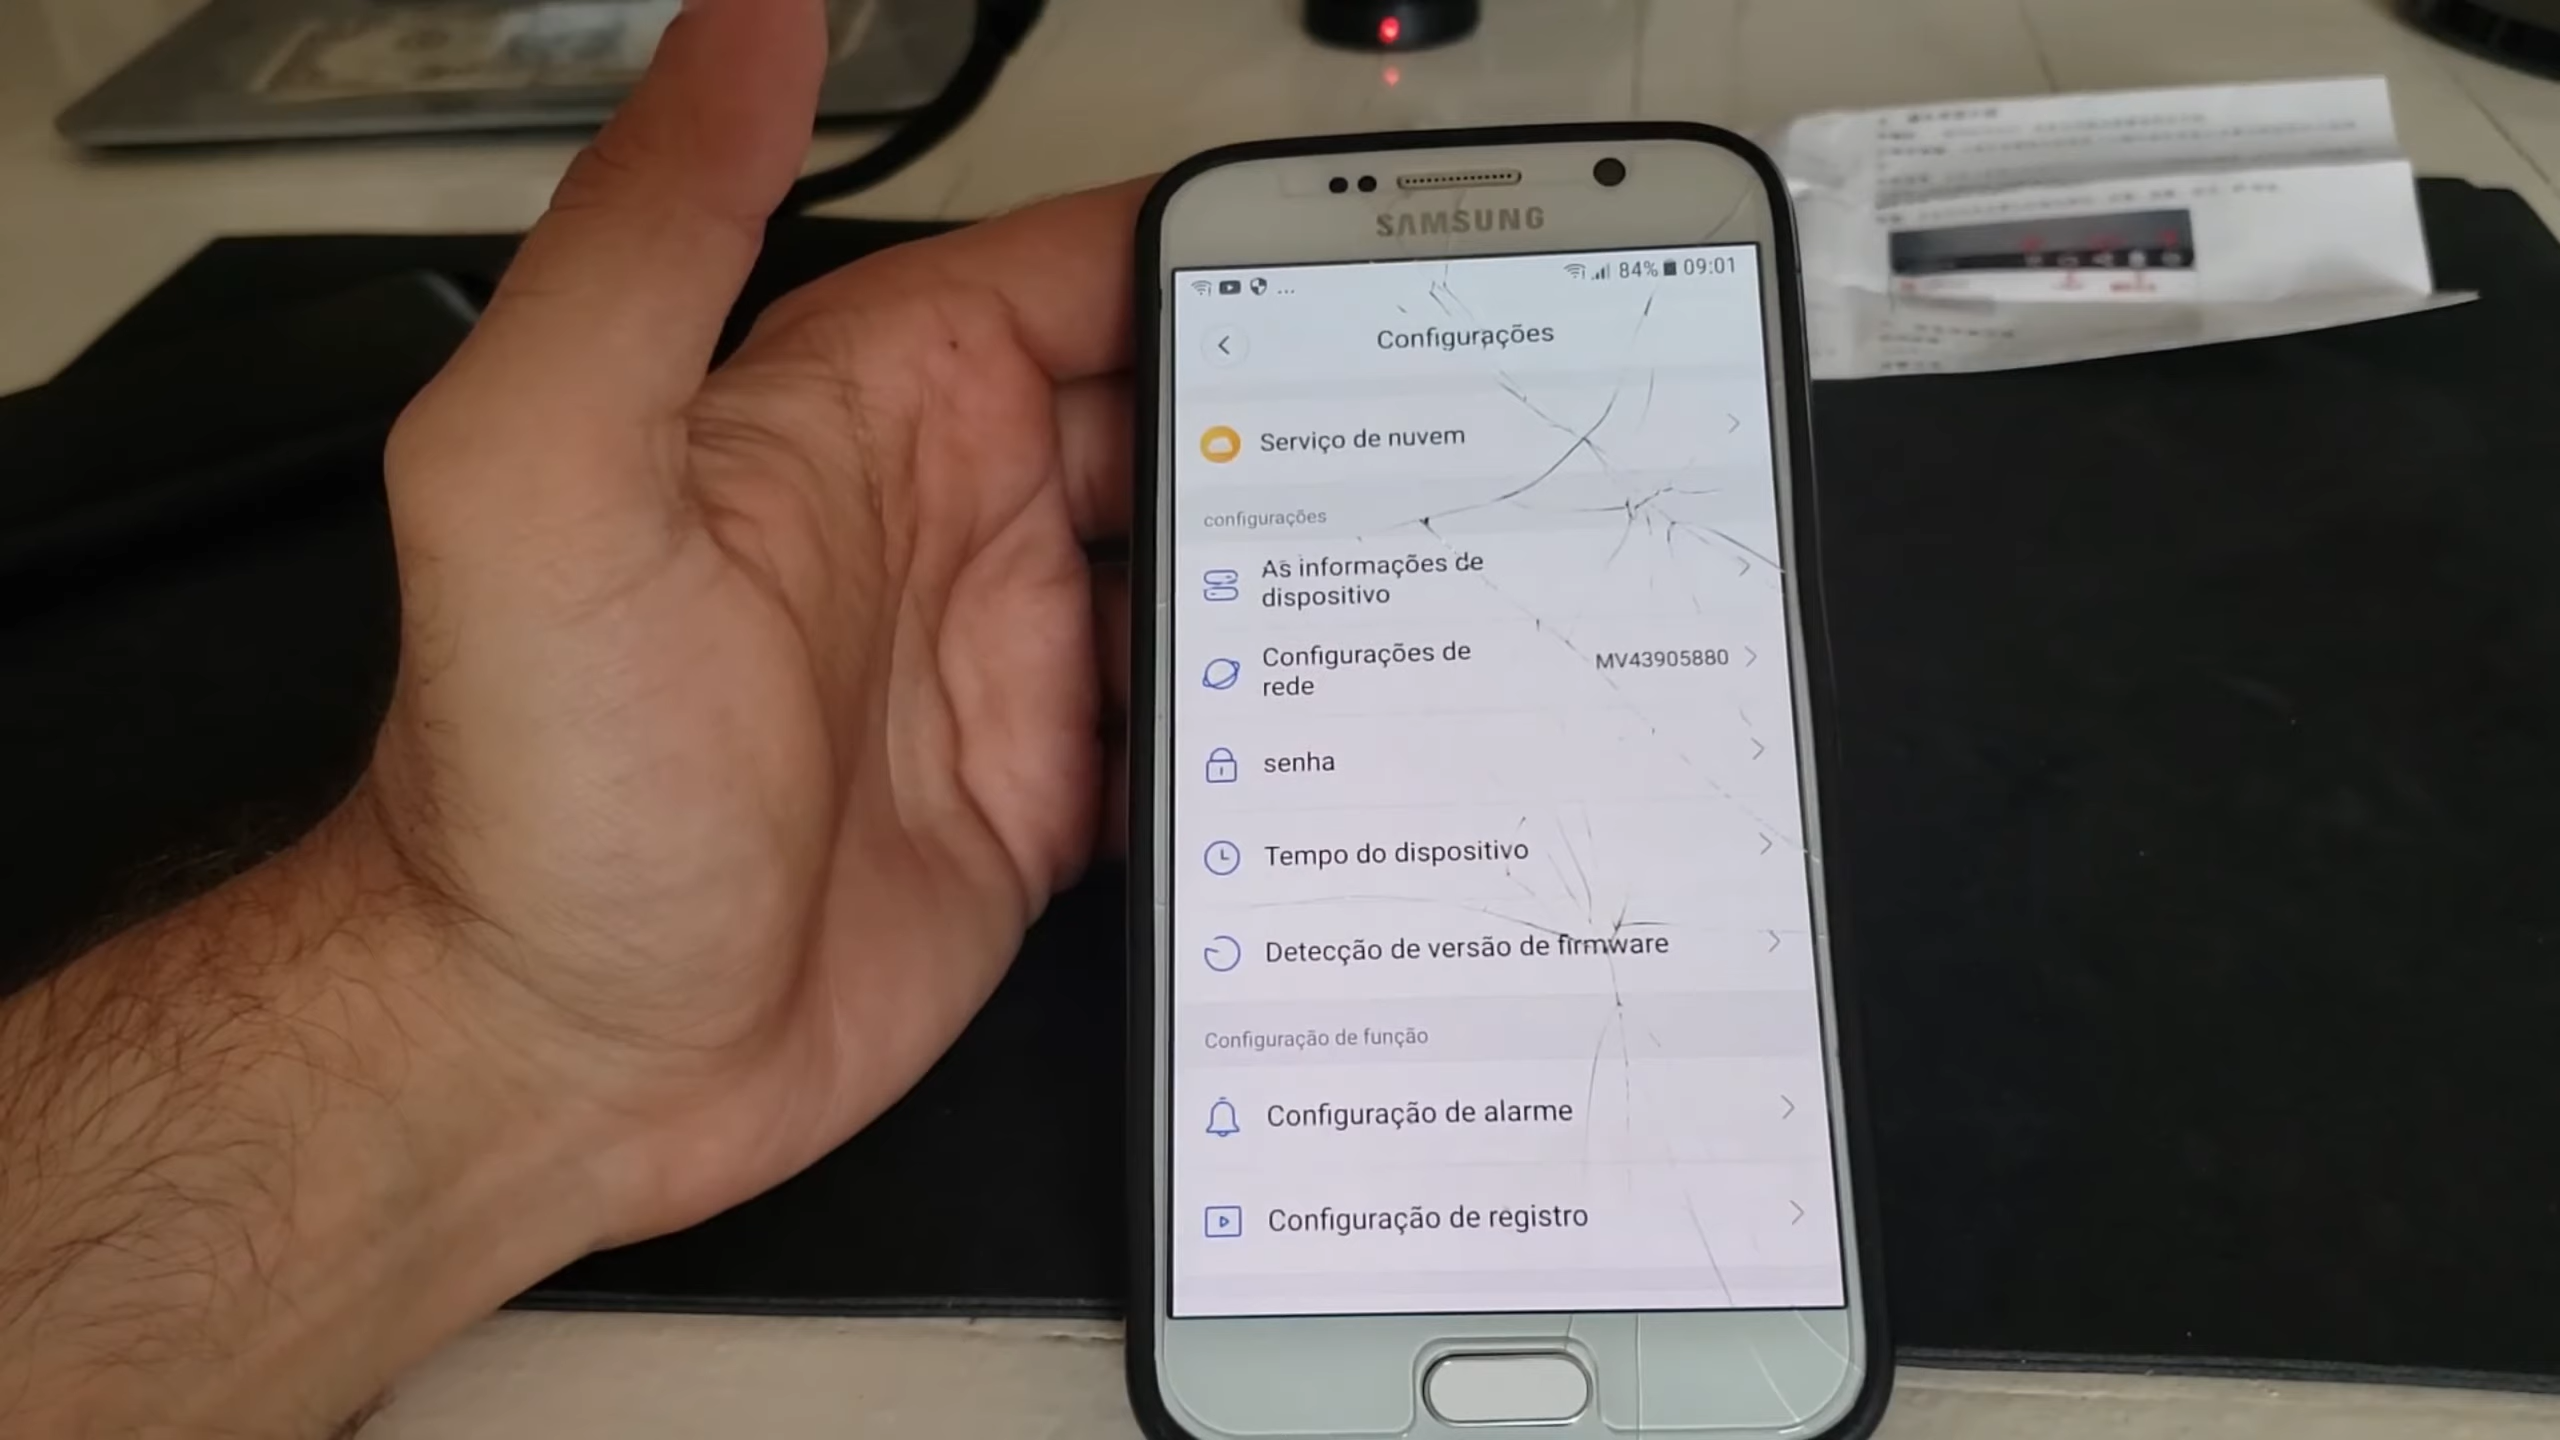 SAMSUNG
... 84% 09:01
Configurações
Serviço de nuvem
configurações
As informações de
dispositivo
Configurações de
rede
MV43905880
senha
Tempo do dispositivo
Detecção de versão de firmware
Configuração de função
Configuração de alarme
Configuração de registro